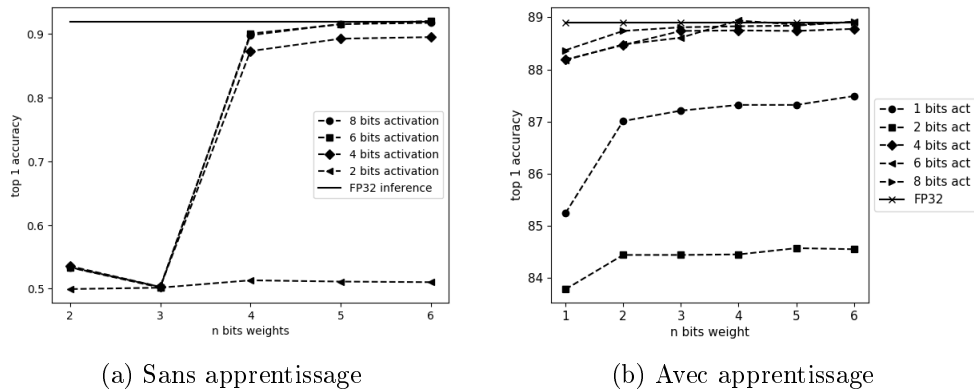 top 1 accuracy
0.9
0.8
0.7
0.6
0.5
8 bits activation
6 bits activation
4 bits activation
2 bits activation
FP32 inference
2 3 4 5 6
n bits weights
(a) Sans apprentissage
top 1 accuracy
89
88
87
86
85
84
1 bits act
2 bits act
4 bits act
6 bits act
8 bits act
FP32
1 2 3 4 5 6
n bits weight
(b) Avec apprentissage